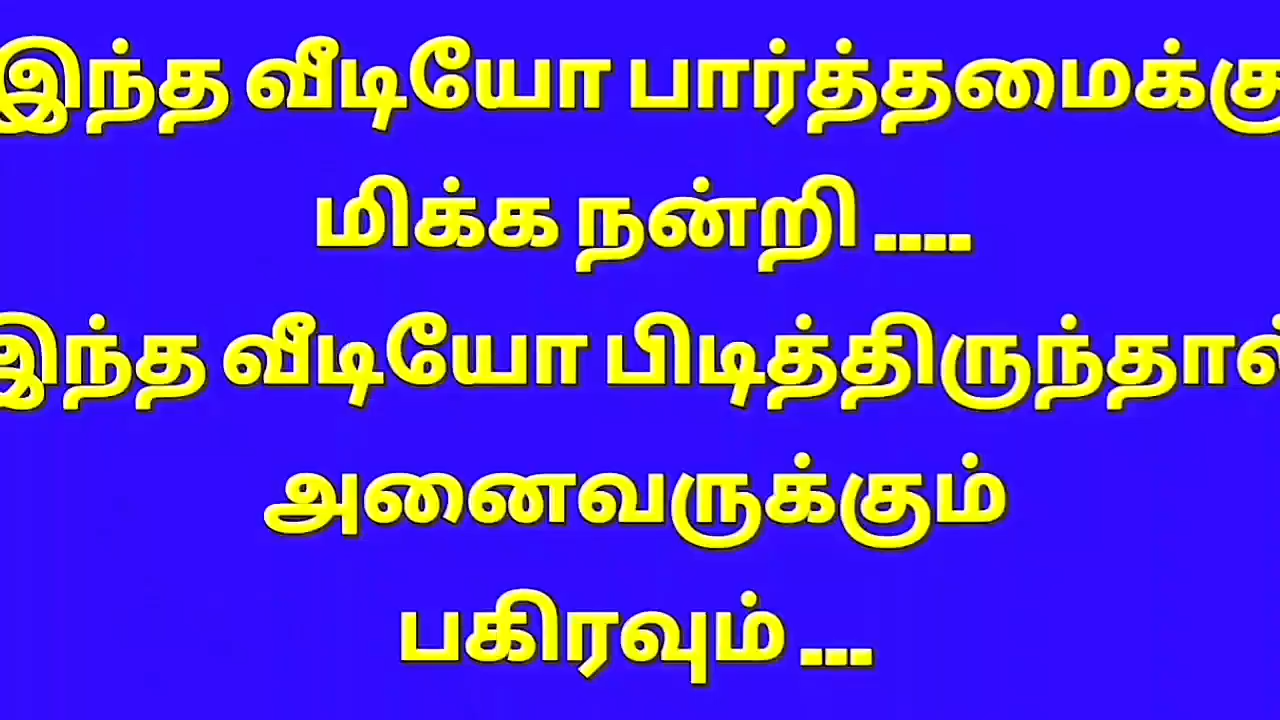 இந்த வீடியோ பார்த்தமைக்கு
மிக்க நன்றி ....
இந்த வீடியோ பிடித்திருந்தால்
அனைவருக்கும்
பகிரவும் ...